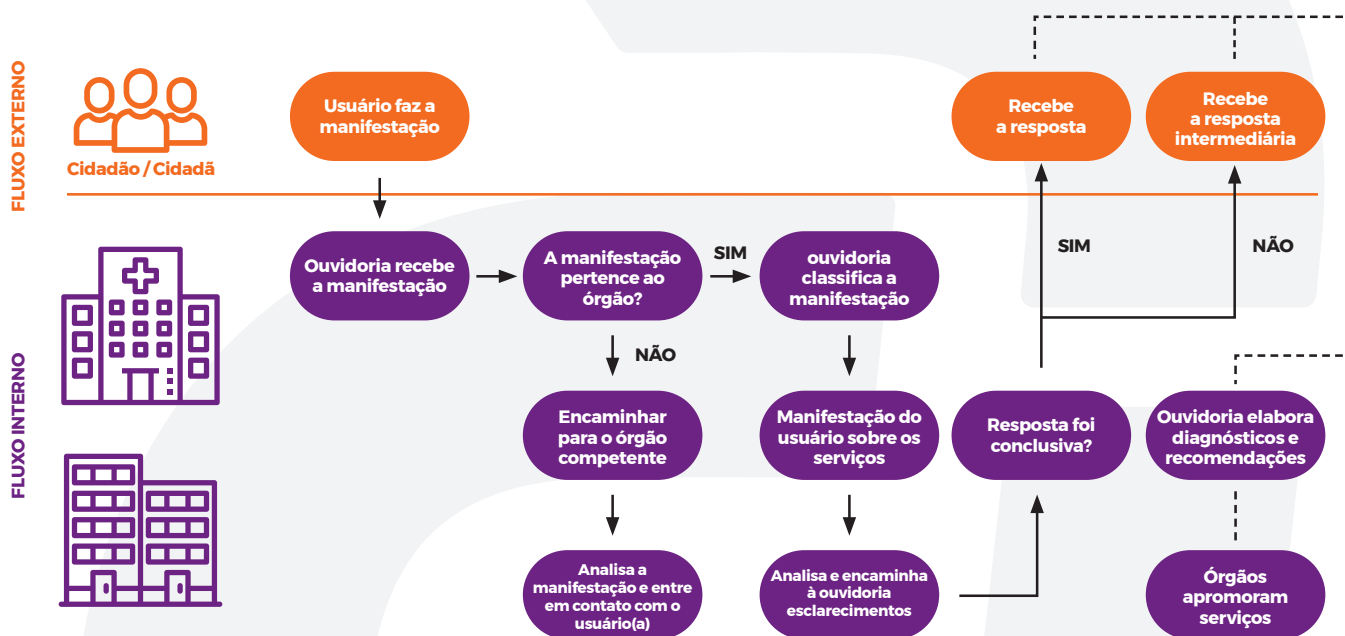 FLUXO EXTERNO
Cidadão / Cidadã
Usuário faz a
manifestação
Recebe
a resposta
Recebe
a resposta
intermediária
FLUXO INTERNO
Ouvidoria recebe
a manifestação
A manifestação
pertence ao
órgão?
SIM
ouvidoria
classifica a
manifestação
SIM
NÃO
NÃO
Encaminhar
para o órgão
competente
Manifestação do
usuário sobre os
serviços
Resposta foi
conclusiva?
Ouvidoria elabora
diagnósticos e
recomendações
Analisa a
manifestação e entre
em contato com o
usuário(a)
Analisa e encaminha
à ouvidoria
esclarecimentos
Órgãos
apromoram
serviços